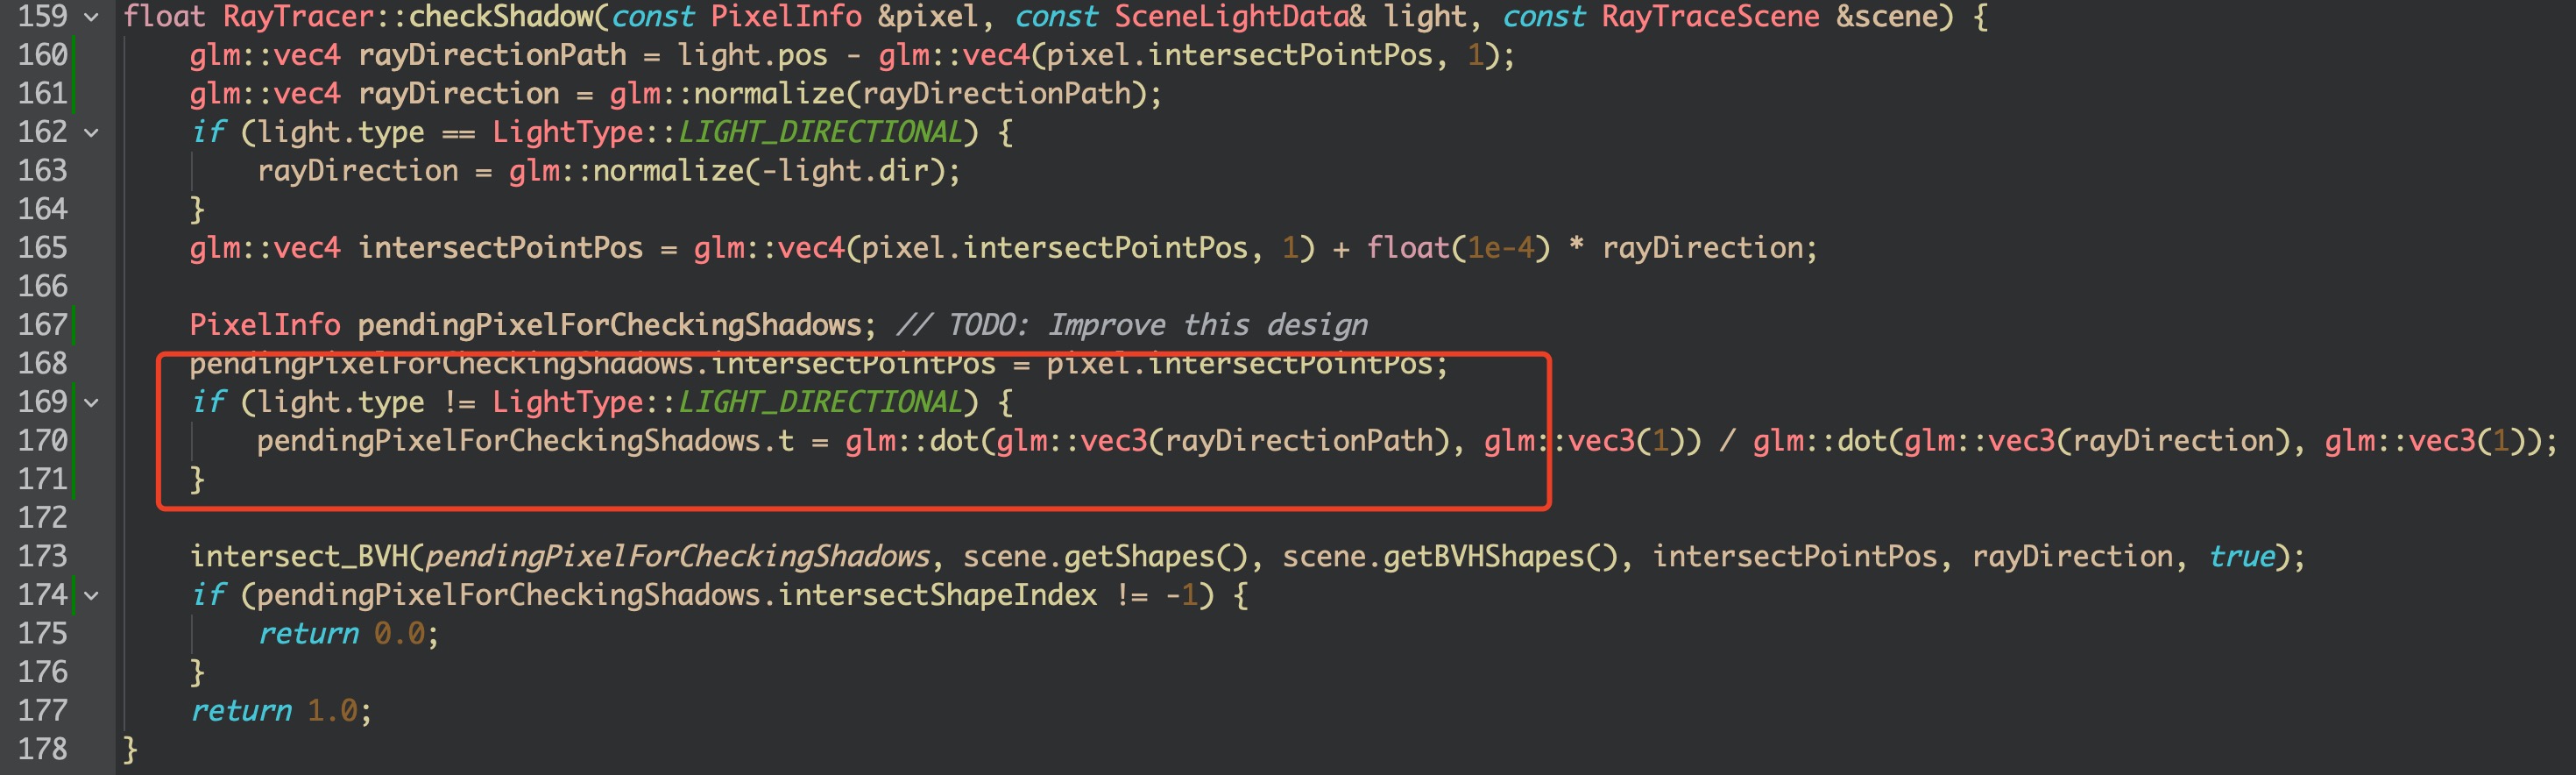 159 float RayTracer::checkShadow(const PixelInfo &pixel, const SceneLightData& light, const RayTraceScene &scene) {
160     glm::vec4 rayDirectionPath = light.pos - glm::vec4(pixel.intersectPointPos, 1);
161     glm::vec4 rayDirection = glm::normalize(rayDirectionPath);
162     if (light.type == LightType::LIGHT_DIRECTIONAL) {
163         rayDirection = glm::normalize(-light.dir);
164     }
165     glm::vec4 intersectPointPos = glm::vec4(pixel.intersectPointPos, 1) + float(1e-4) * rayDirection;
166
167     PixelInfo pendingPixelForCheckingShadows; // TODO: Improve this design
168     pendingPixelForCheckingShadows.intersectPointPos = pixel.intersectPointPos;
169     if (light.type != LightType::LIGHT_DIRECTIONAL) {
170         pendingPixelForCheckingShadows.t = glm::dot(glm::vec3(rayDirectionPath), glm::vec3(1)) / glm::dot(glm::vec3(rayDirection), glm::vec3(1));
171     }
172
173     intersect_BVH(pendingPixelForCheckingShadows, scene.getShapes(), scene.getBVHShapes(), intersectPointPos, rayDirection, true);
174     if (pendingPixelForCheckingShadows.intersectShapeIndex != -1) {
175         return 0.0;
176     }
177     return 1.0;
178 }